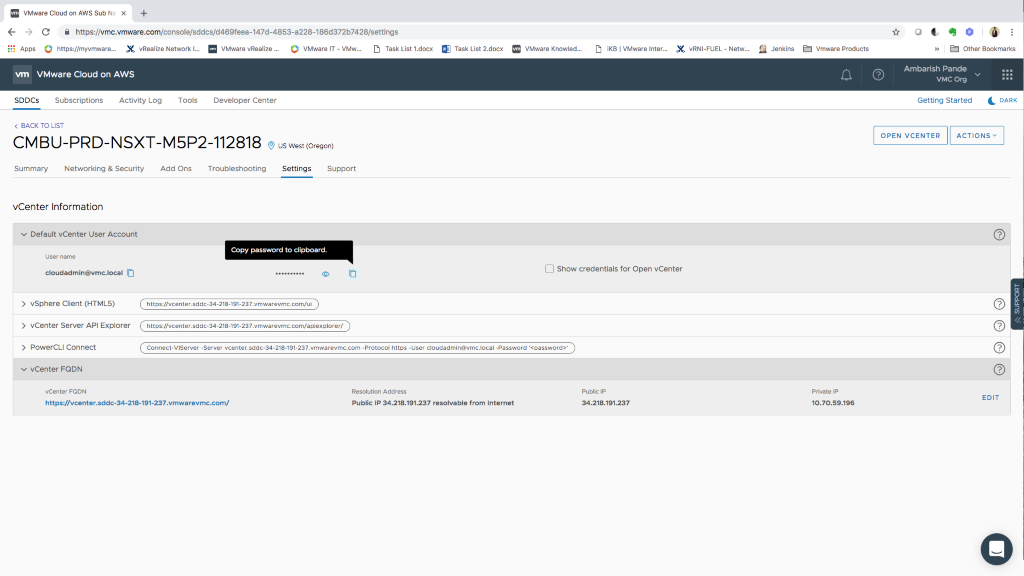 VMware Cloud on AWS Sub Ne
https://vmc.vmware.com/console/sddcs/d469feea-147d-4853-a228-186d372b7428/settings
Apps https://myvmware... vRealize Network I... VMware vRealize ... VMware IT - VMw... Task List 1.docx Task List 2.docx VMware Knowled... iKB | VMware Inter... vRNI-FUEL - Netw... Jenkins Vmware Products » Other Bookmarks
vm VMware Cloud on AWS
Ambarish Pande
VMC Org
SDDCs Subscriptions Activity Log Tools Developer Center Getting Started DARK
BACK TO LIST
CMBU-PRD-NSXT-M5P2-112818 US West (Oregon)
OPEN VCENTER ACTIONS
Summary Networking & Security Add Ons Troubleshooting Settings Support
vCenter Information
Default vCenter User Account
Copy password to clipboard.
User name
cloudadmin@vmc.local •••••••••• Show credentials for Open vCenter
SUPPORT
vSphere Client (HTML5) https://vcenter.sddc-34-218-191-237.vmwarevmc.com/ui
vCenter Server API Explorer https://vcenter.sddc-34-218-191-237.vmwarevmc.com/apiexplorer/
PowerCLI Connect Connect-VIServer -Server vcenter.sddc-34-218-191-237.vmwarevmc.com -Protocol https -User cloudadmin@vmc.local -Password '<password>'
vCenter FQDN
vCenter FQDN Resolution Address Public IP Private IP
https://vcenter.sddc-34-218-191-237.vmwarevmc.com/ Public IP 34.218.191.237 resolvable from Internet 34.218.191.237 10.70.59.196
EDIT